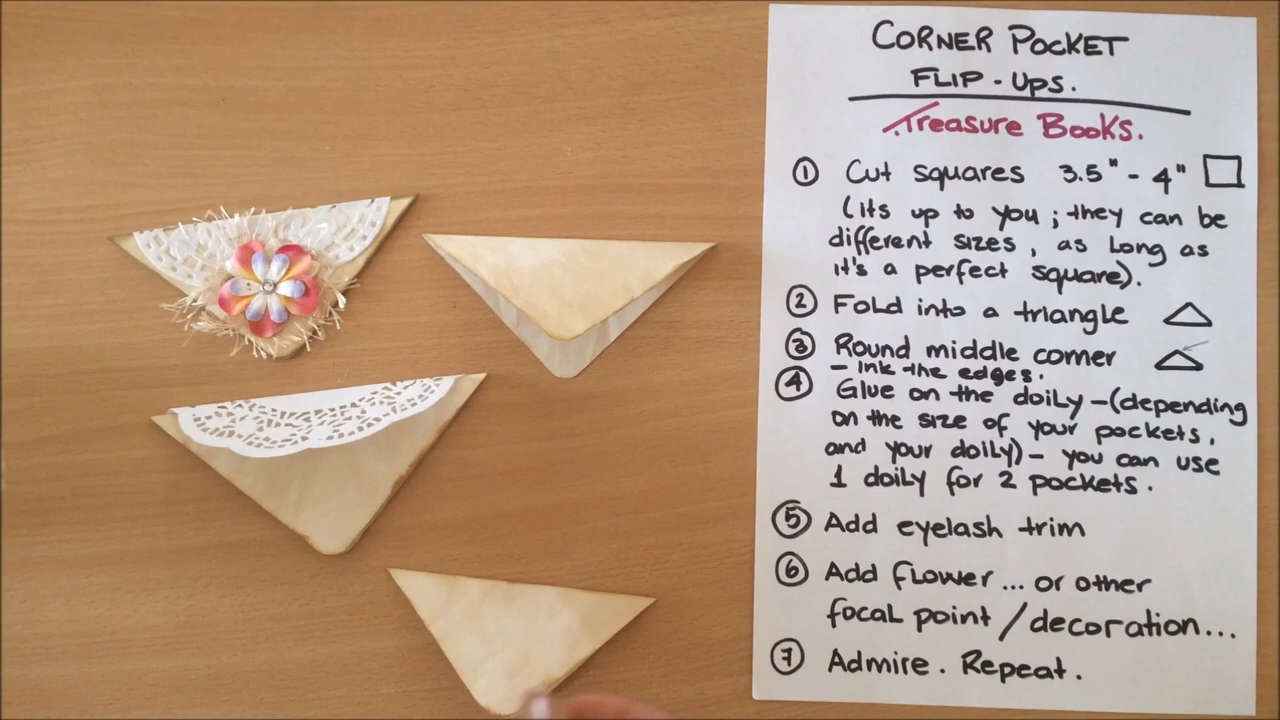 CORNER POCKET
FLIP-UPS.
Treasure Books.
① Cut squares 3.5" - 4"
(its up to you; they can be
different sizes, as long as
it's a perfect square).
② Fold into a triangle
③ Round middle corner
- Ink the edges.
④ Glue on the doily - (depending
on the size of your pockets,
and your doily) - you can use
1 doily for 2 pockets.
⑤ Add eyelash trim
⑥ Add flower... or other
focal point / decoration...
⑦ Admire. Repeat.